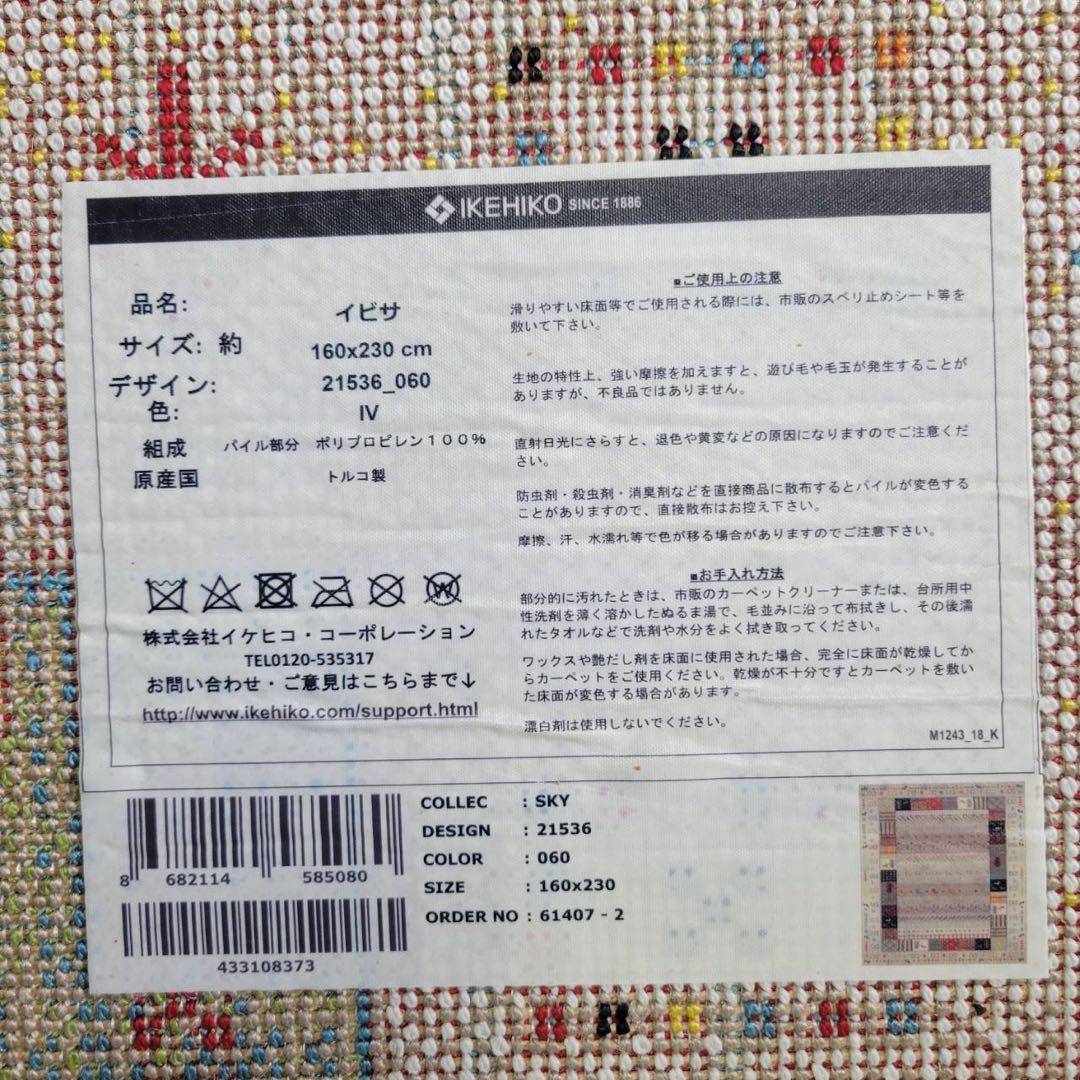 IKEHIKO SINCE 1886
品名: イビサ
サイズ: 約 160x230 cm
デザイン: 21536_060
色: IV
組成 パイル部分 ポリプロピレン100%
原産国 トルコ製
株式会社イケヒコ・コーポレーション
TEL0120-535317
お問い合わせ・ご意見はこちらまで↓
http://www.ikehiko.com/support.html
■ご使用上の注意
滑りやすい床面等でご使用される際には、市販のスベリ止めシート等を
敷いて下さい。
生地の特性上、強い摩擦を加えますと、遊び毛や毛玉が発生することが
ありますが、不良品ではありません。
直射日光にさらすと、退色や黄変などの原因になりますのでご注意くだ
さい。
防虫剤・殺虫剤・消臭剤などを直接商品に散布するとパイルが変色する
ことがありますので、直接散布はお控え下さい。
摩擦、汗、水濡れ等で色が移る場合がありますのでご注意下さい。
■お手入れ方法
部分的に汚れたときは、市販のカーペットクリーナーまたは、台所用中
性洗剤を薄く溶かしたぬるま湯で、毛並みに沿って布拭きし、その後濡
れたタオルなどで洗剤や水分をよく拭き取ってください。
ワックスや艶だし剤を床面に使用された場合、完全に床面が乾燥してか
らカーペットをご使用ください。乾燥が不十分ですとカーペットを敷い
た床面が変色する場合があります。
漂白剤は使用しないでください。
M1243_18_K
8 682114 585080
433108373
COLLEC : SKY
DESIGN : 21536
COLOR : 060
SIZE : 160x230
ORDER NO : 61407 - 2